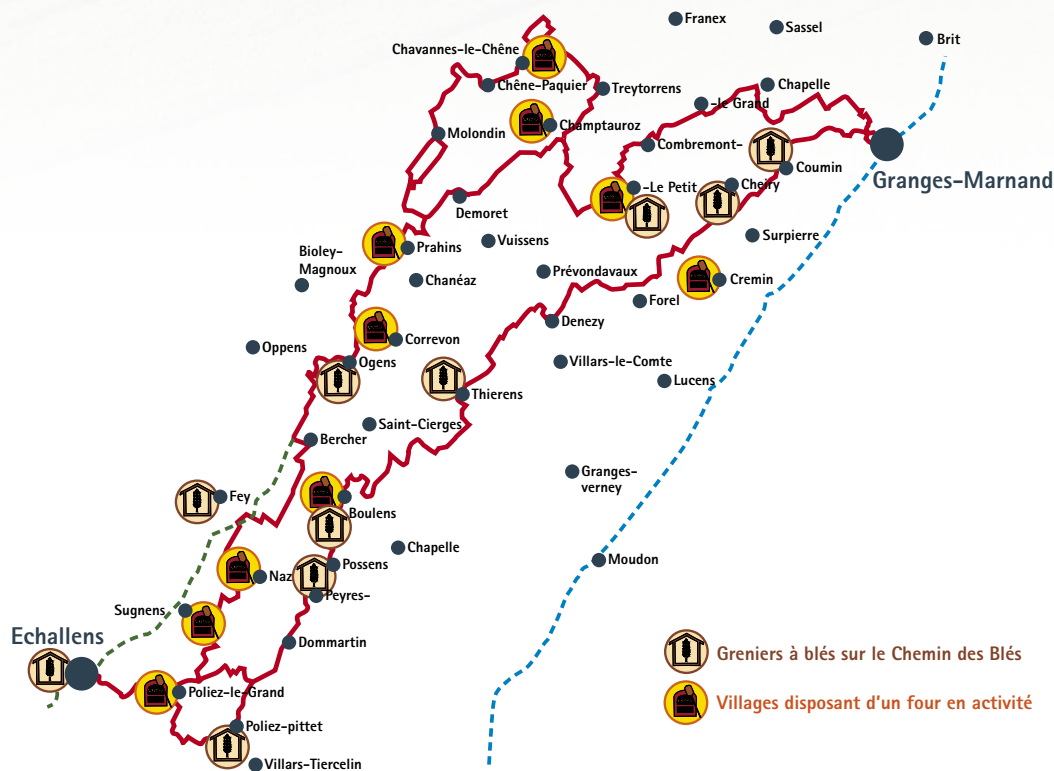 Franex
Sassel
Brit
Chavannes-le-Chêne
Chêne-Paquier
Treytorrens
Chapelle
-le Grand
Champtauroz
Molondin
Combremont-
Coumin
Granges-Marnand
-Le Petit
Cheiry
Demoret
Surpierre
Vuissens
Prahins
Bioley-
Magnoux
Chanéaz
Prévondavaux
Cremin
Forel
Denezy
Correvon
Oppens
Ogens
Villars-le-Comte
Lucens
Thierens
Saint-Cierges
Bercher
Granges-
verney
Fey
Boulens
Chapelle
Moudon
Possens
Naz
Peyres-
Sugnens
Echallens
Dommartin
Greniers à blés sur le Chemin des Blés
Poliez-le-Grand
Villages disposant d'un four en activité
Poliez-pittet
Villars-Tiercelin